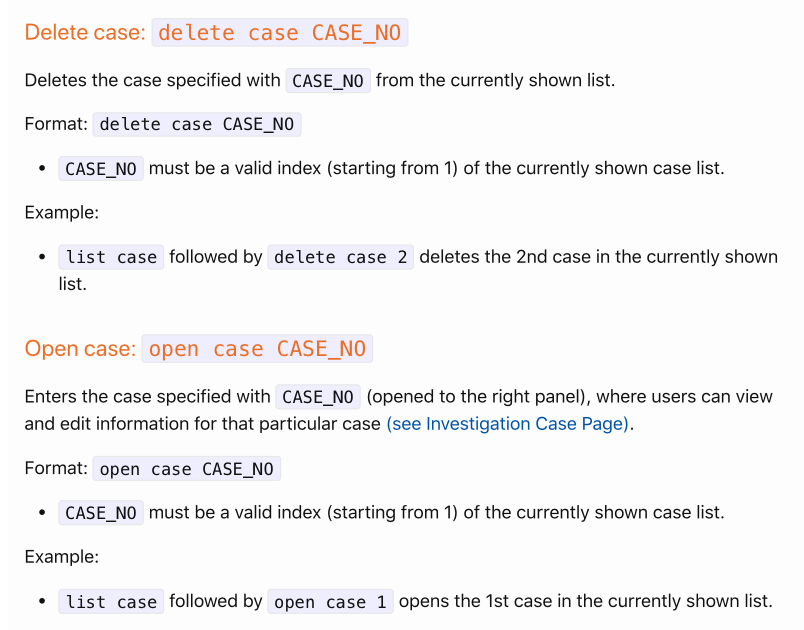 Delete case: delete case CASE_NO
Deletes the case specified with CASE_NO from the currently shown list.
Format: delete case CASE_NO
• CASE_NO must be a valid index (starting from 1) of the currently shown case list.
Example:
• list case followed by delete case 2 deletes the 2nd case in the currently shown
list.
Open case: open case CASE_NO
Enters the case specified with CASE_NO (opened to the right panel), where users can view
and edit information for that particular case (see Investigation Case Page).
Format: open case CASE_NO
• CASE_NO must be a valid index (starting from 1) of the currently shown case list.
Example:
• list case followed by open case 1 opens the 1st case in the currently shown list.